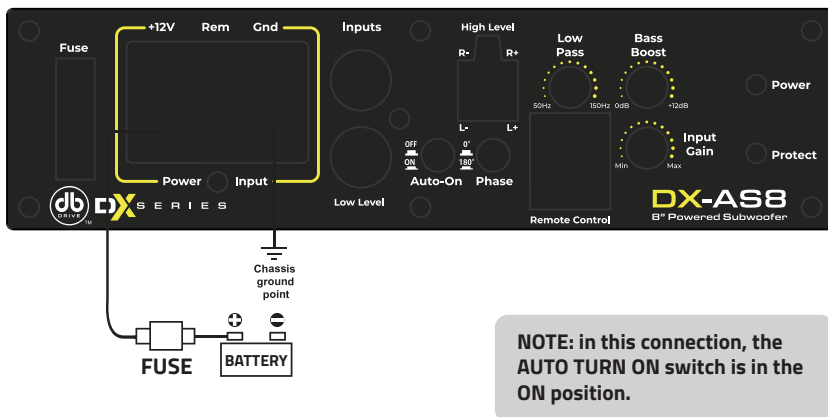 +12V Rem Gnd
Inputs
High Level
Fuse
Low Pass
Bass Boost
R- R+
50Hz 150Hz
0dB +12dB
Power
L- L+
OFF
ON
0°
180°
Input Gain
Min Max
Protect
Power Input
Auto-On Phase
db DRIVE ™
DX SERIES
Low Level
Remote Control
DX-AS8
8” Powered Subwoofer
Chassis
ground
point
FUSE
BATTERY
NOTE: in this connection, the
AUTO TURN ON switch is in the
ON position.